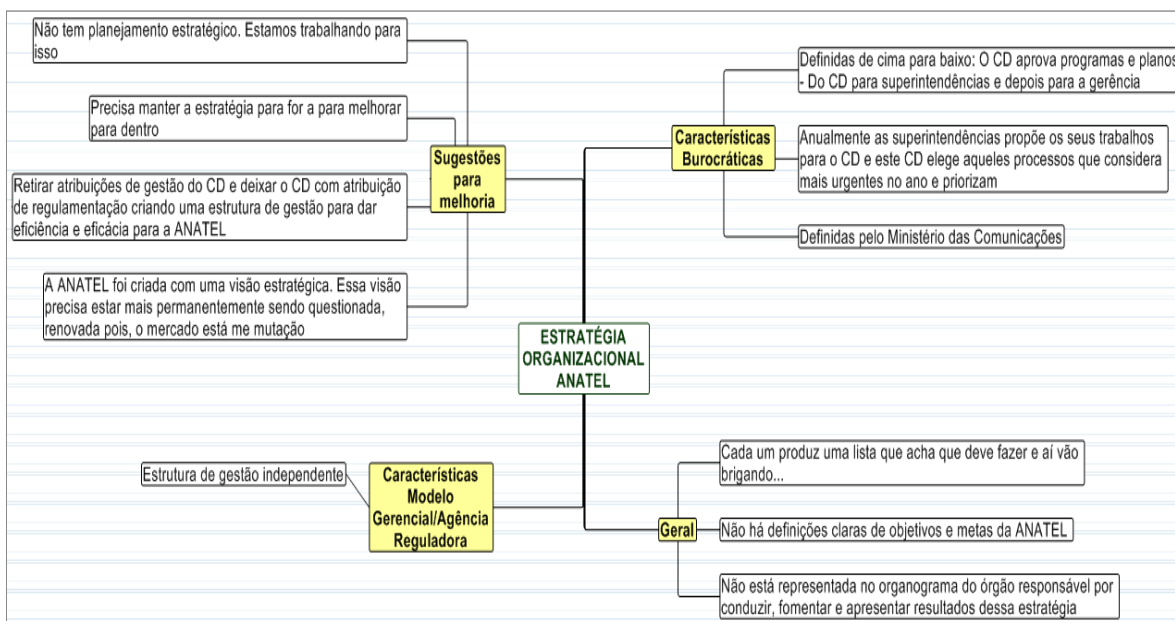 Não tem planejamento estratégico. Estamos trabalhando para
isso
Precisa manter a estratégia para for a para melhorar
para dentro
Retirar atribuições de gestão do CD e deixar o CD com atribuição
de regulamentação criando uma estrutura de gestão para dar
eficiência e eficácia para a ANATEL
A ANATEL foi criada com uma visão estratégica. Essa visão
precisa estar mais permanentemente sendo questionada,
renovada pois, o mercado está me mutação
Sugestões
para
melhoria
Características
Burocráticas
Definidas de cima para baixo: O CD aprova programas e planos
- Do CD para superintendências e depois para a gerência
Anualmente as superintendências propõe os seus trabalhos
para o CD e este CD elege aqueles processos que considera
mais urgentes no ano e priorizam
Definidas pelo Ministério das Comunicações
ESTRATÉGIA
ORGANIZACIONAL
ANATEL
Estrutura de gestão independente
Características
Modelo
Gerencial/Agência
Reguladora
Geral
Cada um produz uma lista que acha que deve fazer e aí vão
brigando...
Não há definições claras de objetivos e metas da ANATEL
Não está representada no organograma do órgão responsável por
conduzir, fomentar e apresentar resultados dessa estratégia